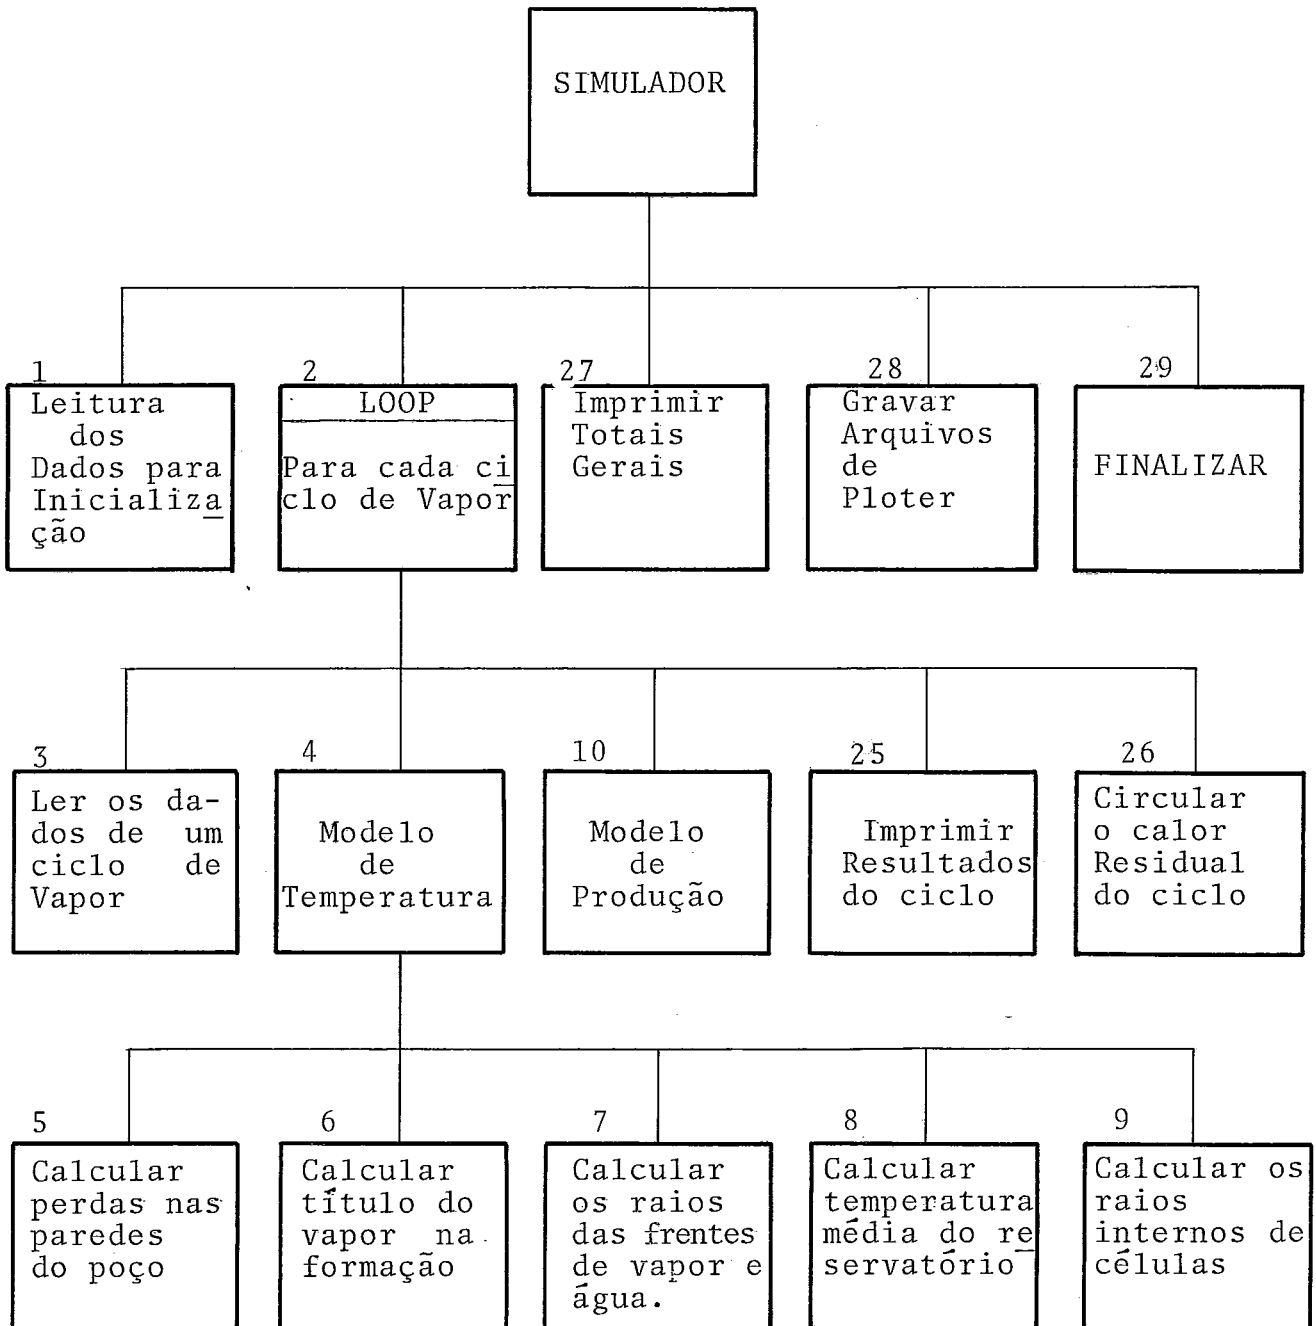 SIMULADOR
1
Leitura
dos
Dados para
Inicializa
ção
2
LOOP
Para cada ci
clo de Vapor
27
Imprimir
Totais
Gerais
28
Gravar
Arquivos
de
Ploter
29
FINALIZAR
3
Ler os da-
dos de um
ciclo de
Vapor
4
Modelo
de
Temperatura
10
Modelo
de
Produção
25
Imprimir
Resultados
do ciclo
26
Circular
o calor
Residual
do ciclo
5
Calcular
perdas nas
paredes
do poço
6
Calcular
título do
vapor na
formação
7
Calcular
os raios
das frentes
de vapor e
água.
8
Calcular
temperatura
média do re
servatório
9
Calcular os
raios
internos de
células